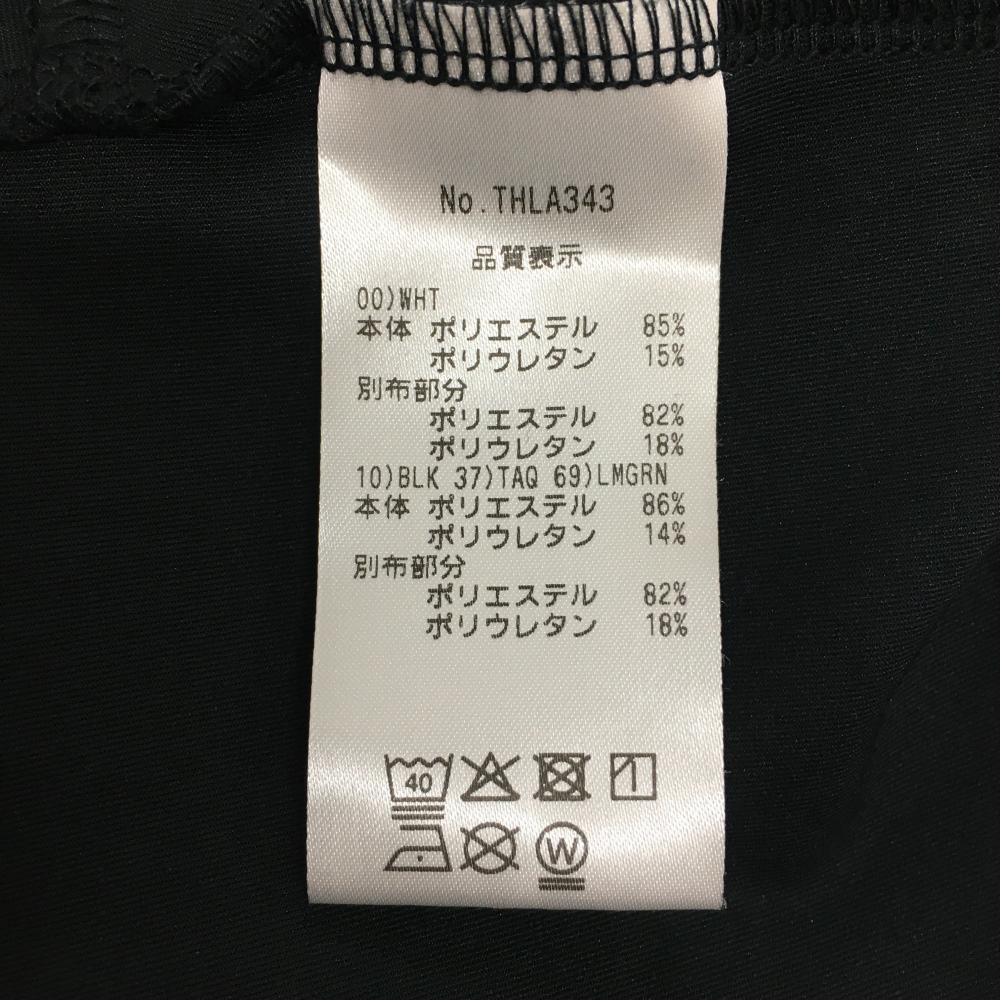 No.THLA343
品質表示
00)WHT
本体 ポリエステル 85%
ポリウレタン 15%
別布部分
ポリエステル 82%
ポリウレタン 18%
10)BLK 37)TAQ 69)LMGRN
本体 ポリエステル 86%
ポリウレタン 14%
別布部分
ポリエステル 82%
ポリウレタン 18%
40
W